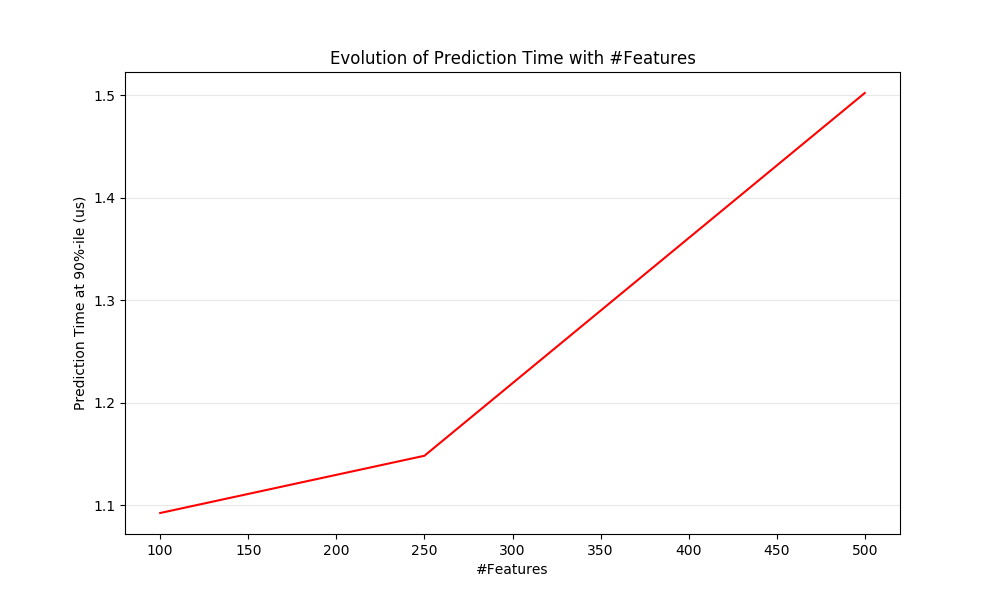 Evolution of Prediction Time with #Features
Prediction Time at 90%-ile (us)
1.5
1.4
1.3
1.2
1.1
100 150 200 250 300 350 400 450 500
#Features